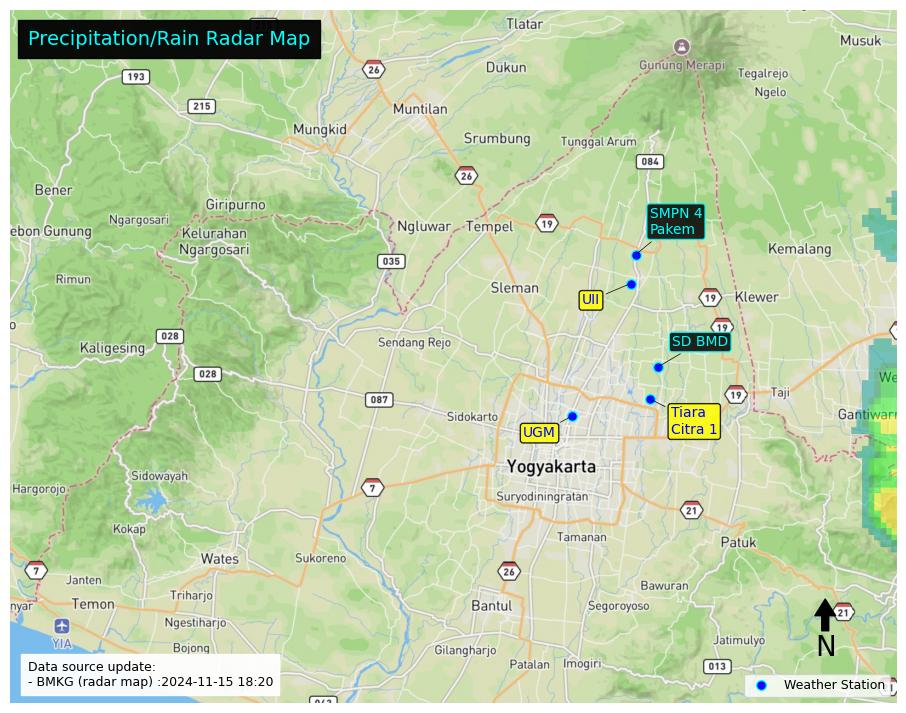 Precipitation/Rain Radar Map
Tlatar
Musuk
Gunung Merapi
26
Dukun
Tegalrejo
193
Ngelo
215
Muntilan
Mungkid
Srumbung
Tunggal Arum
084
26
Bener
Giripurno
SMPN 4
Pakem
Ngargosari
Ngluwar
Tempel
19
ebon Gunung
Kelurahan
Ngargosari
Kemalang
035
Rimun
Sleman
UII
19
Klewer
o
19
028
Sendang Rejo
SD BMD
Kaligesing
028
We
087
19
Taji
Sidokarto
Tiara
Citra 1
Gantiwarn
UGM
Yogyakarta
Sidowayah
Hargorojo
7
Suryodiningratan
21
Kokap
Tamanan
Patuk
Wates
Sukoreno
7
26
Janten
Bawuran
Triharjo
nyar
Temon
Bantul
Segoroyoso
21
Ngestiharjo
YIA
Jatimulyo
N
Bojong
Gilangharjo
Patalan
Imogiri
013
Data source update:
- BMKG (radar map) :2024-11-15 18:20
Weather Station